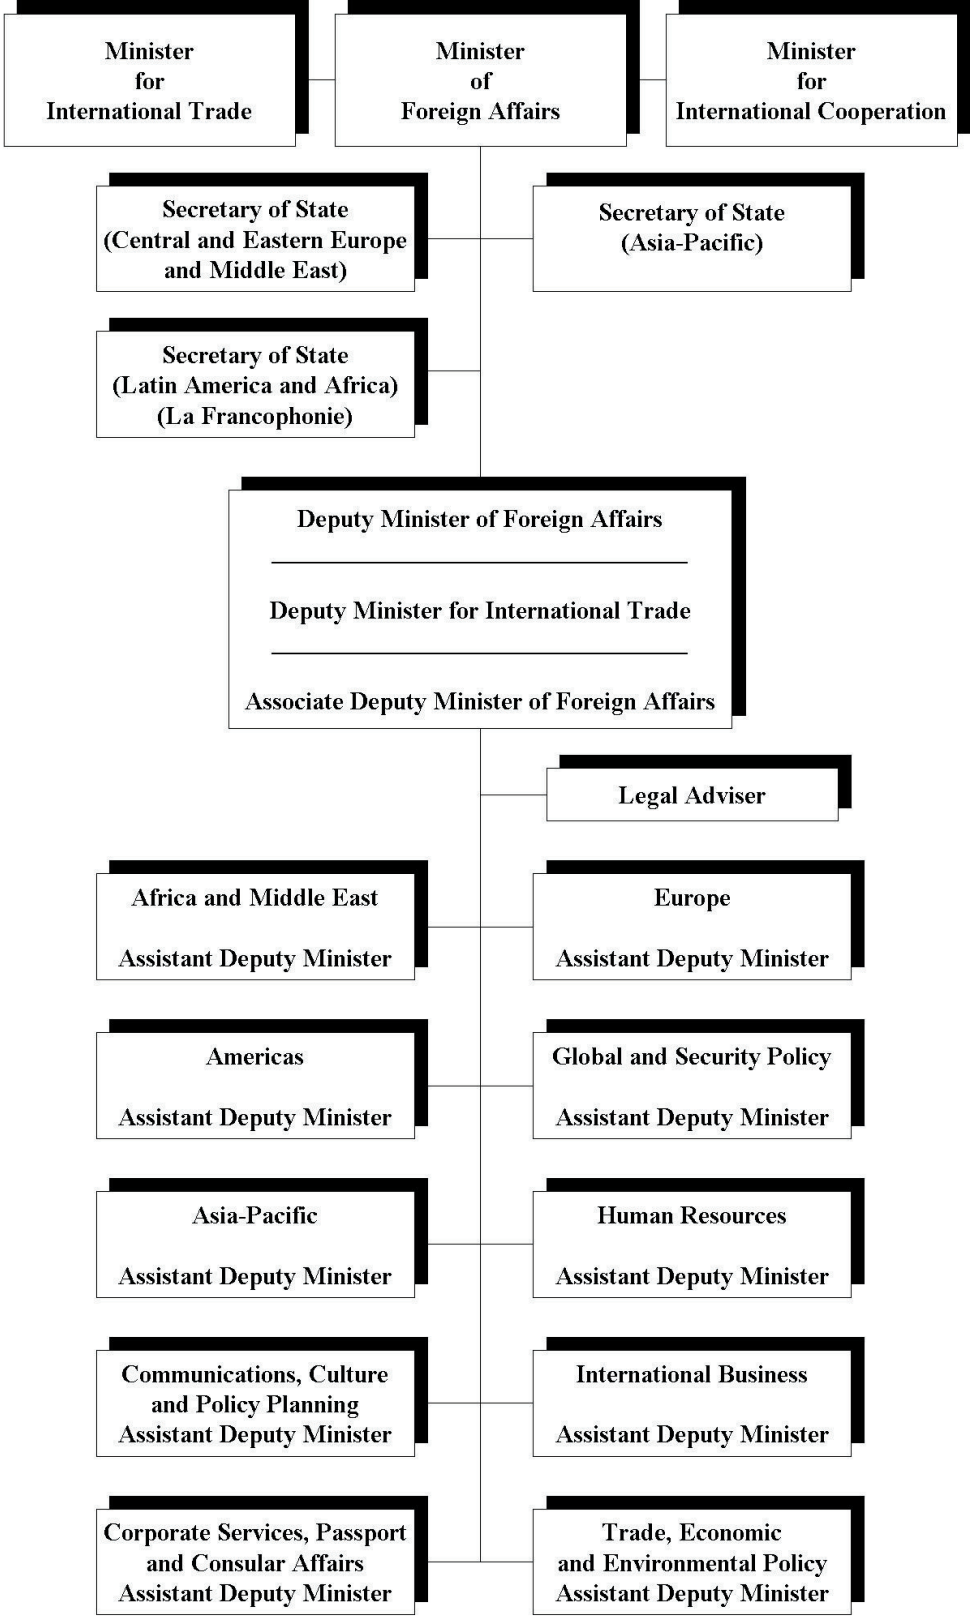 Minister
for
International Trade
Minister
of
Foreign Affairs
Minister
for
International Cooperation
Secretary of State
(Central and Eastern Europe
and Middle East)
Secretary of State
(Asia-Pacific)
Secretary of State
(Latin America and Africa)
(La Francophonie)
Deputy Minister of Foreign Affairs
Deputy Minister for International Trade
Associate Deputy Minister of Foreign Affairs
Legal Adviser
Africa and Middle East
Assistant Deputy Minister
Europe
Assistant Deputy Minister
Americas
Assistant Deputy Minister
Global and Security Policy
Assistant Deputy Minister
Asia-Pacific
Assistant Deputy Minister
Human Resources
Assistant Deputy Minister
Communications, Culture
and Policy Planning
Assistant Deputy Minister
International Business
Assistant Deputy Minister
Corporate Services, Passport
and Consular Affairs
Assistant Deputy Minister
Trade, Economic
and Environmental Policy
Assistant Deputy Minister